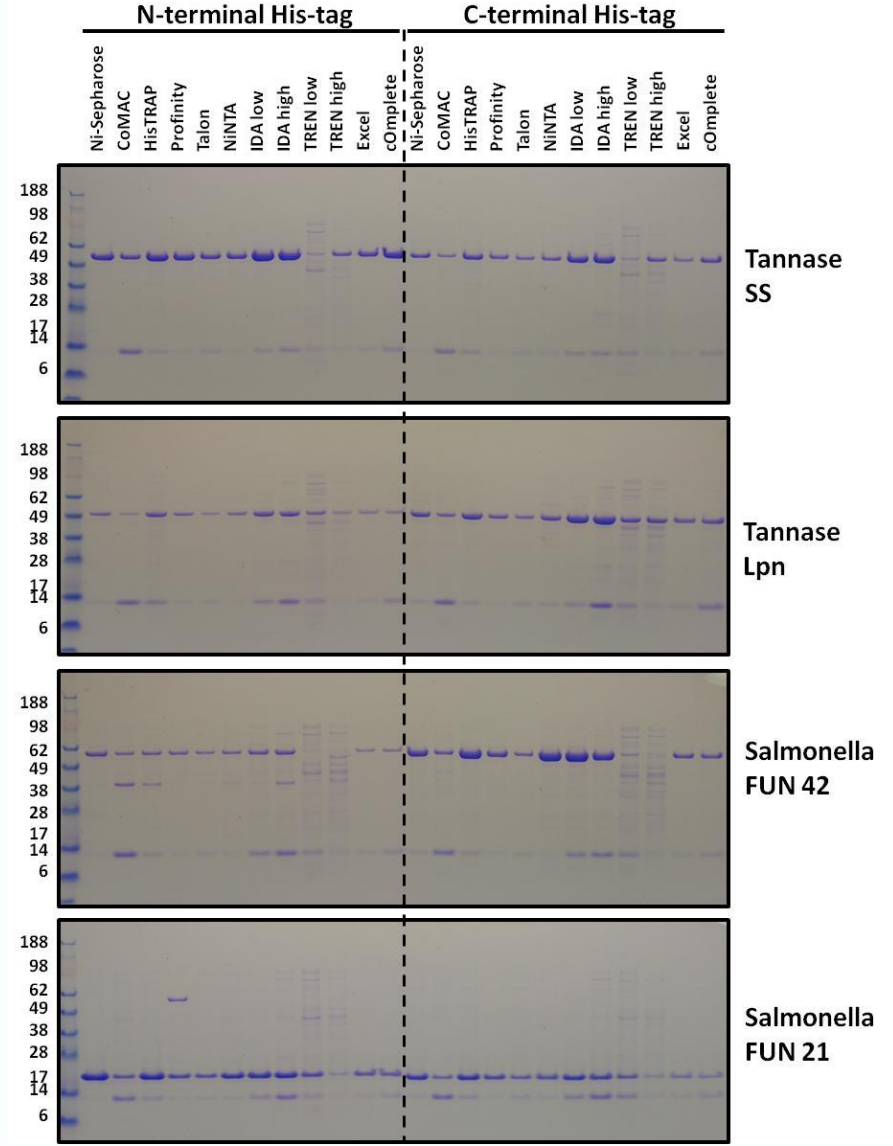 N-terminal His-tag
C-terminal His-tag
Ni-Sepharose
CoMAC
HisTRAP
Profinity
Talon
NiNTA
IDA low
IDA high
TREN low
TREN high
Excel
cOmplete
Ni-Sepharose
CoMAC
HisTRAP
Profinity
Talon
NiNTA
IDA low
IDA high
TREN low
TREN high
Excel
cOmplete
188
98
62
49
38
28
17
14
6
Tannase
SS
188
98
62
49
38
28
17
14
6
Tannase
Lpn
188
98
62
49
38
28
17
14
6
Salmonella
FUN 42
188
98
62
49
38
28
17
14
6
Salmonella
FUN 21